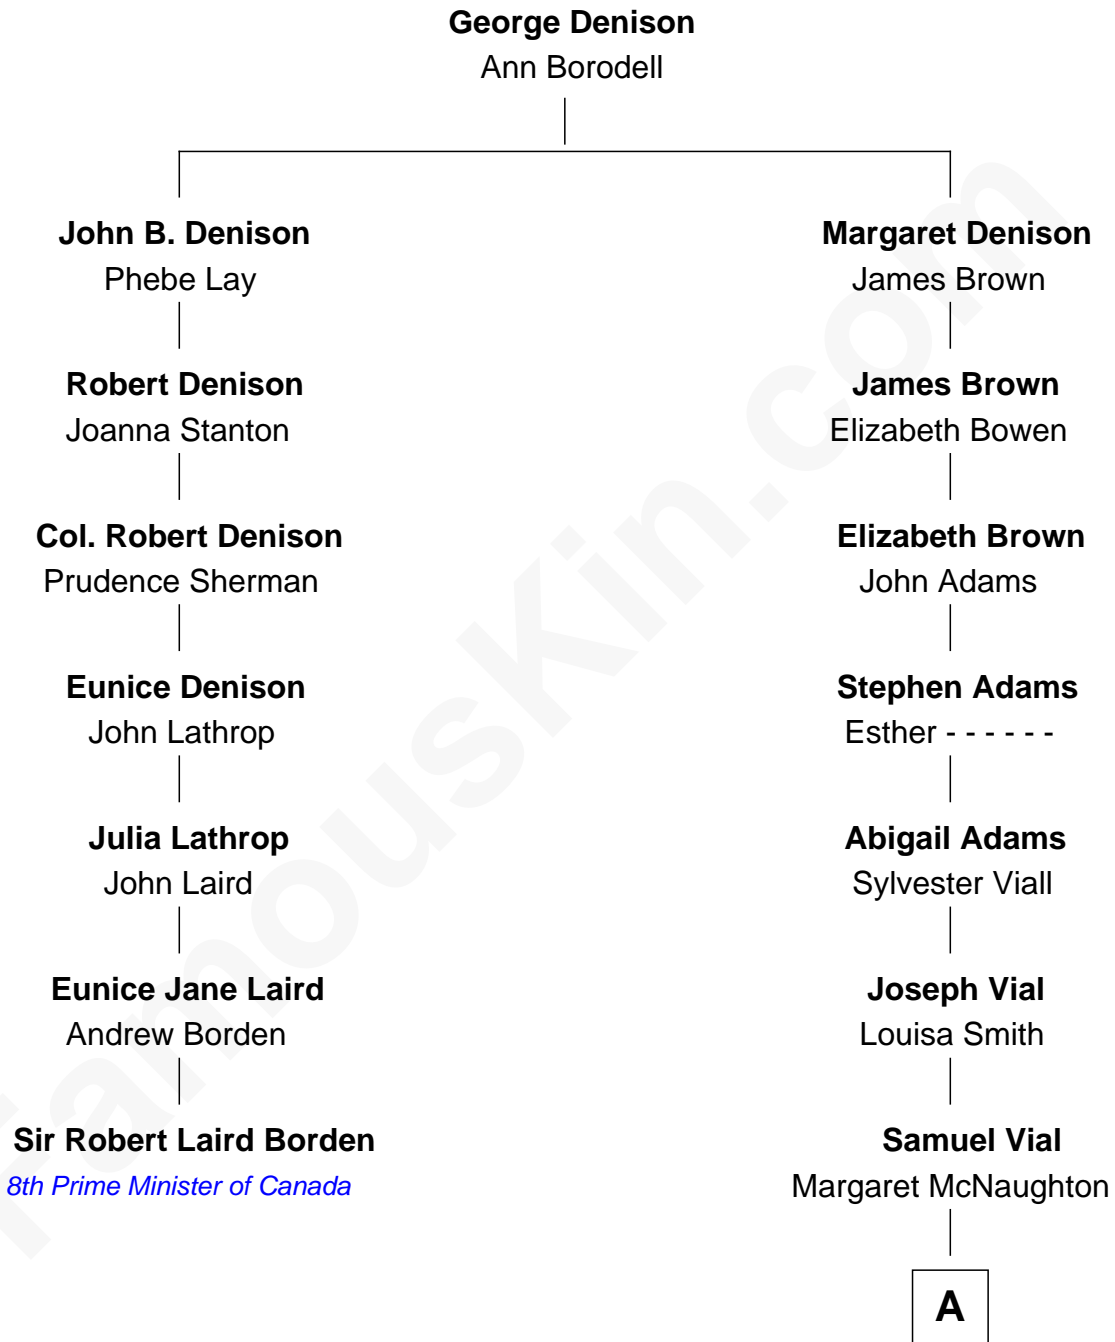 George Denison
Ann Borodell
John B. Denison
Phebe Lay
Robert Denison
Joanna Stanton
Col. Robert Denison
Prudence Sherman
Eunice Denison
John Lathrop
Julia Lathrop
John Laird
Eunice Jane Laird
Andrew Borden
Sir Robert Laird Borden
8th Prime Minister of Canada
Margaret Denison
James Brown
James Brown
Elizabeth Bowen
Elizabeth Brown
John Adams
Stephen Adams
Esther - - - - - -
Abigail Adams
Sylvester Viall
Joseph Vial
Louisa Smith
Samuel Vial
Margaret McNaughton
A
FamousKin.com